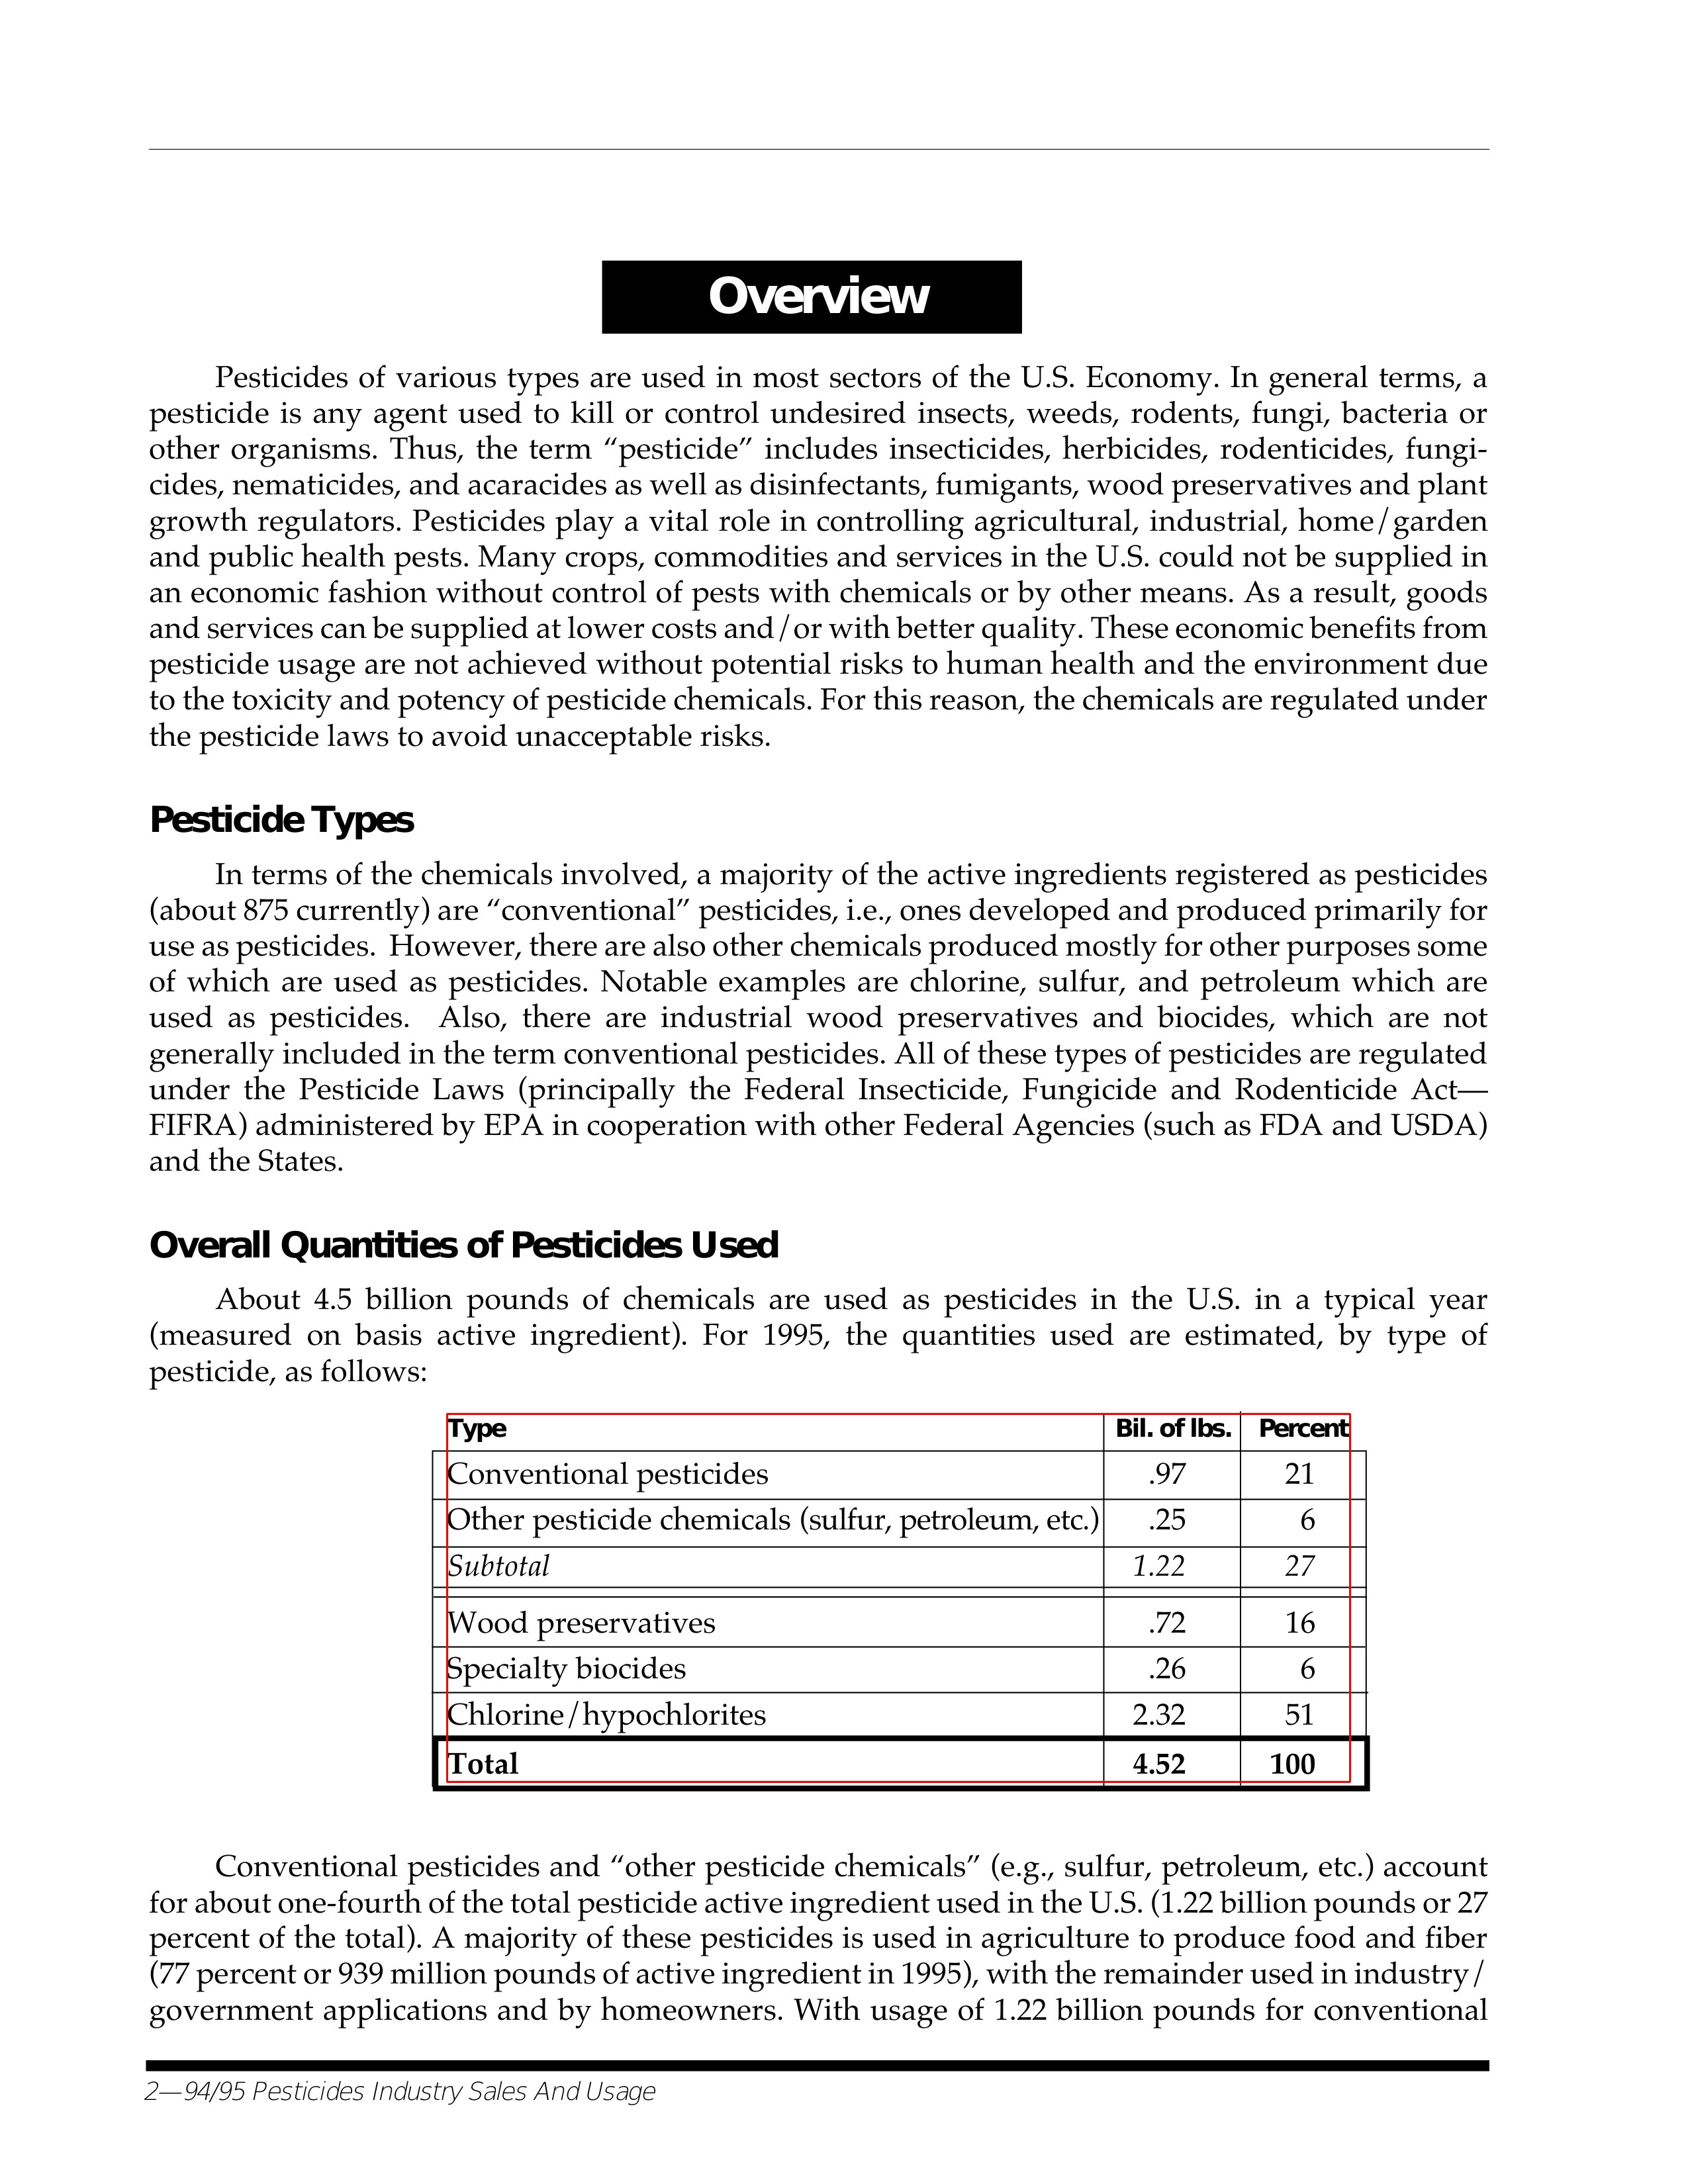 Overview
Pesticides of various types are used in most sectors of the U.S. Economy. In general terms, a
pesticide is any agent used to kill or control undesired insects, weeds, rodents, fungi, bacteria or
other organisms. Thus, the term “pesticide” includes insecticides, herbicides, rodenticides, fungi-
cides, nematicides, and acaracides as well as disinfectants, fumigants, wood preservatives and plant
growth regulators. Pesticides play a vital role in controlling agricultural, industrial, home/garden
and public health pests. Many crops, commodities and services in the U.S. could not be supplied in
an economic fashion without control of pests with chemicals or by other means. As a result, goods
and services can be supplied at lower costs and/or with better quality. These economic benefits from
pesticide usage are not achieved without potential risks to human health and the environment due
to the toxicity and potency of pesticide chemicals. For this reason, the chemicals are regulated under
the pesticide laws to avoid unacceptable risks.
Pesticide Types
In terms of the chemicals involved, a majority of the active ingredients registered as pesticides
(about 875 currently) are “conventional” pesticides, i.e., ones developed and produced primarily for
use as pesticides. However, there are also other chemicals produced mostly for other purposes some
of which are used as pesticides. Notable examples are chlorine, sulfur, and petroleum which are
used as pesticides. Also, there are industrial wood preservatives and biocides, which are not
generally included in the term conventional pesticides. All of these types of pesticides are regulated
under the Pesticide Laws (principally the Federal Insecticide, Fungicide and Rodenticide Act—
FIFRA) administered by EPA in cooperation with other Federal Agencies (such as FDA and USDA)
and the States.
Overall Quantities of Pesticides Used
About 4.5 billion pounds of chemicals are used as pesticides in the U.S. in a typical year
(measured on basis active ingredient). For 1995, the quantities used are estimated, by type of
pesticide, as follows:
Type Bil. of lbs. Percent
Conventional pesticides .97 21
Other pesticide chemicals (sulfur, petroleum, etc.) .25 6
Subtotal 1.22 27
Wood preservatives .72 16
Specialty biocides .26 6
Chlorine/hypochlorites 2.32 51
Total 4.52 100
Conventional pesticides and “other pesticide chemicals” (e.g., sulfur, petroleum, etc.) account
for about one-fourth of the total pesticide active ingredient used in the U.S. (1.22 billion pounds or 27
percent of the total). A majority of these pesticides is used in agriculture to produce food and fiber
(77 percent or 939 million pounds of active ingredient in 1995), with the remainder used in industry/
government applications and by homeowners. With usage of 1.22 billion pounds for conventional
2—94/95 Pesticides Industry Sales And Usage